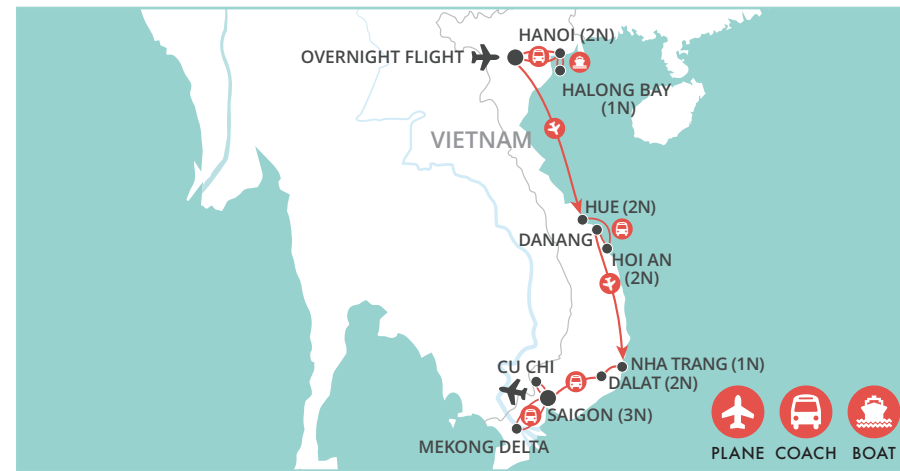 HANOI (2N)
OVERNIGHT FLIGHT
HALONG BAY
(1N)
VIETNAM
HUE (2N)
DANANG
HOI AN
(2N)
NHA TRANG (1N)
CU CHI
DALAT (2N)
SAIGON (3N)
MEKONG DELTA
PLANE COACH BOAT